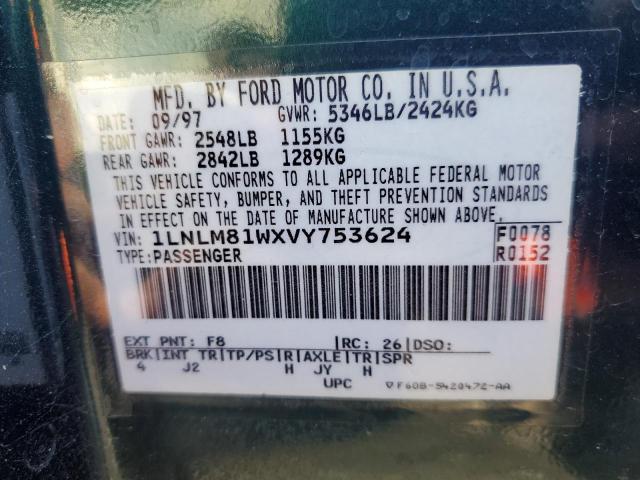 MFD. BY FORD MOTOR CO. IN U.S.A.
DATE: 09/97 GVWR: 5346LB/2424KG
FRONT GAWR: 2548LB 1155KG
REAR GAWR: 2842LB 1289KG
THIS VEHICLE CONFORMS TO ALL APPLICABLE FEDERAL MOTOR
VEHICLE SAFETY, BUMPER, AND THEFT PREVENTION STANDARDS
IN EFFECT ON THE DATE OF MANUFACTURE SHOWN ABOVE.
VIN: 1LNLM81WXVY753624 F0078
TYPE: PASSENGER R0152
EXT PNT: F8 RC: 26 DSO:
BRK INT TR TP/PS R AXLE TR SPR
4 J2 H JY H
UPC F60B-5420472-AA